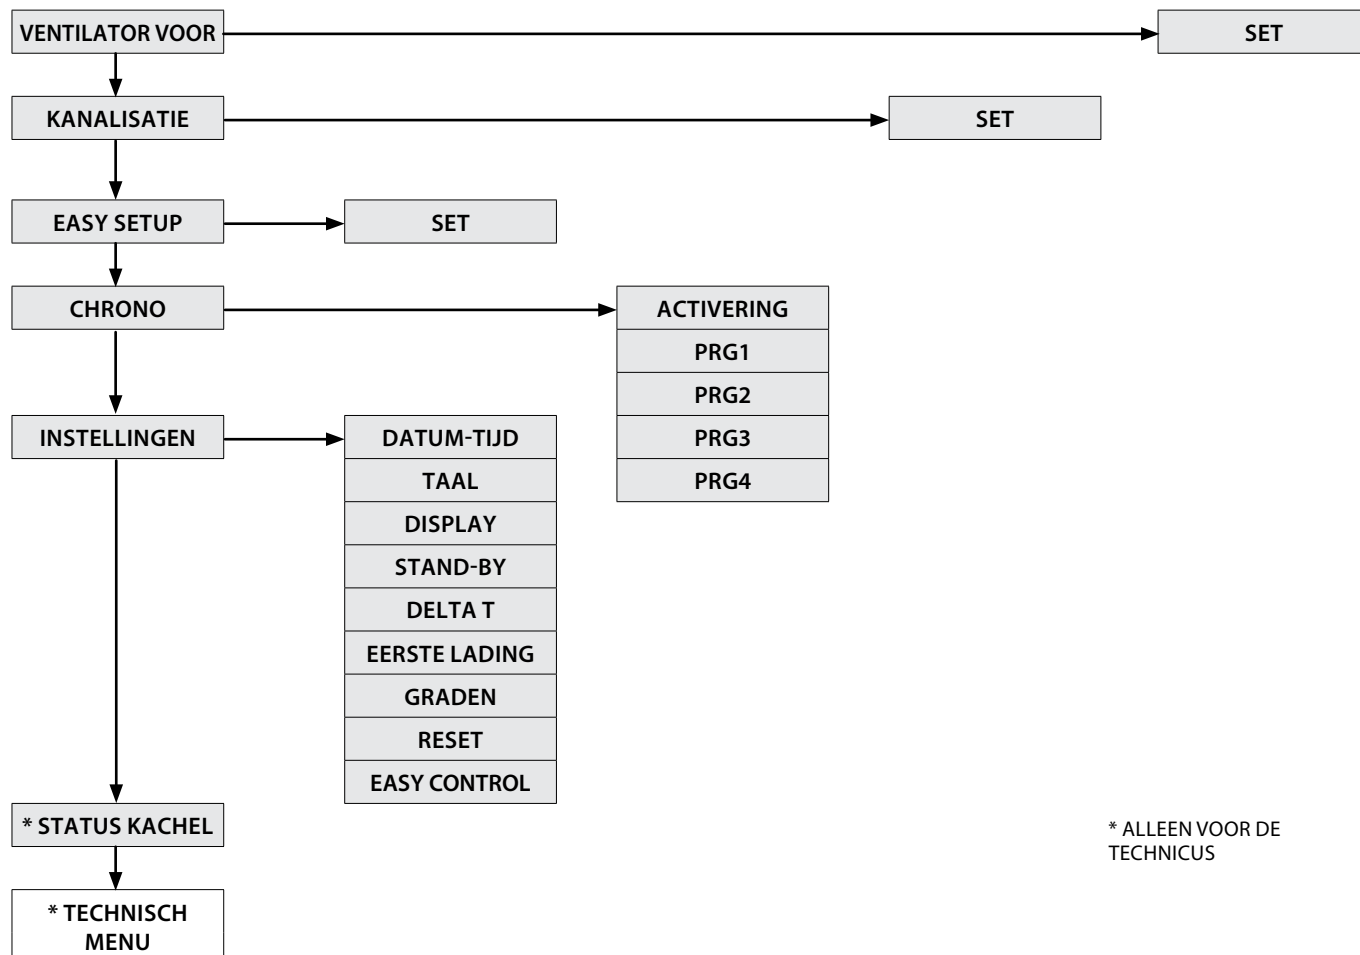 VENTILATOR VOOR
SET
KANALISATIE
SET
EASY SETUP
SET
CHRONO
ACTIVERING
PRG1
PRG2
PRG3
PRG4
INSTELLINGEN
DATUM-TIJD
TAAL
DISPLAY
STAND-BY
DELTA T
EERSTE LADING
GRADEN
RESET
EASY CONTROL
* STATUS KACHEL
* TECHNISCH
MENU
* ALLEEN VOOR DE
TECHNICUS